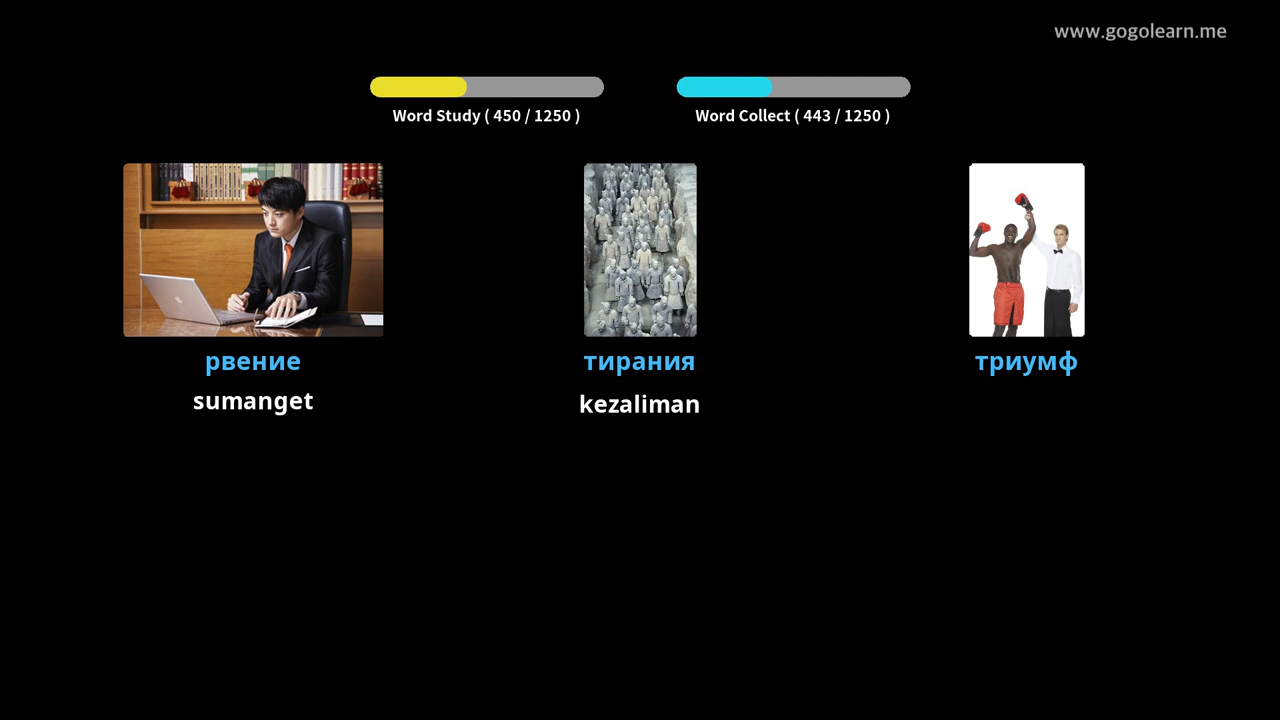 www.gogolearn.me
Word Study ( 450 / 1250 )
Word Collect ( 443 / 1250 )
рвение
тирания
триумф
sumanget
kezaliman